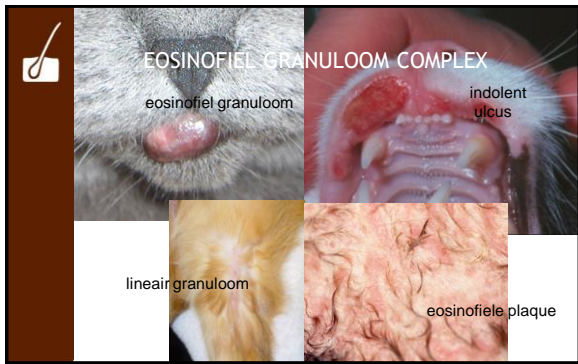 EOSINOFIEL GRANULOOM COMPLEX
eosinofiel granuloom
indolent
ulcus
lineair granuloom
eosinofiele plaque